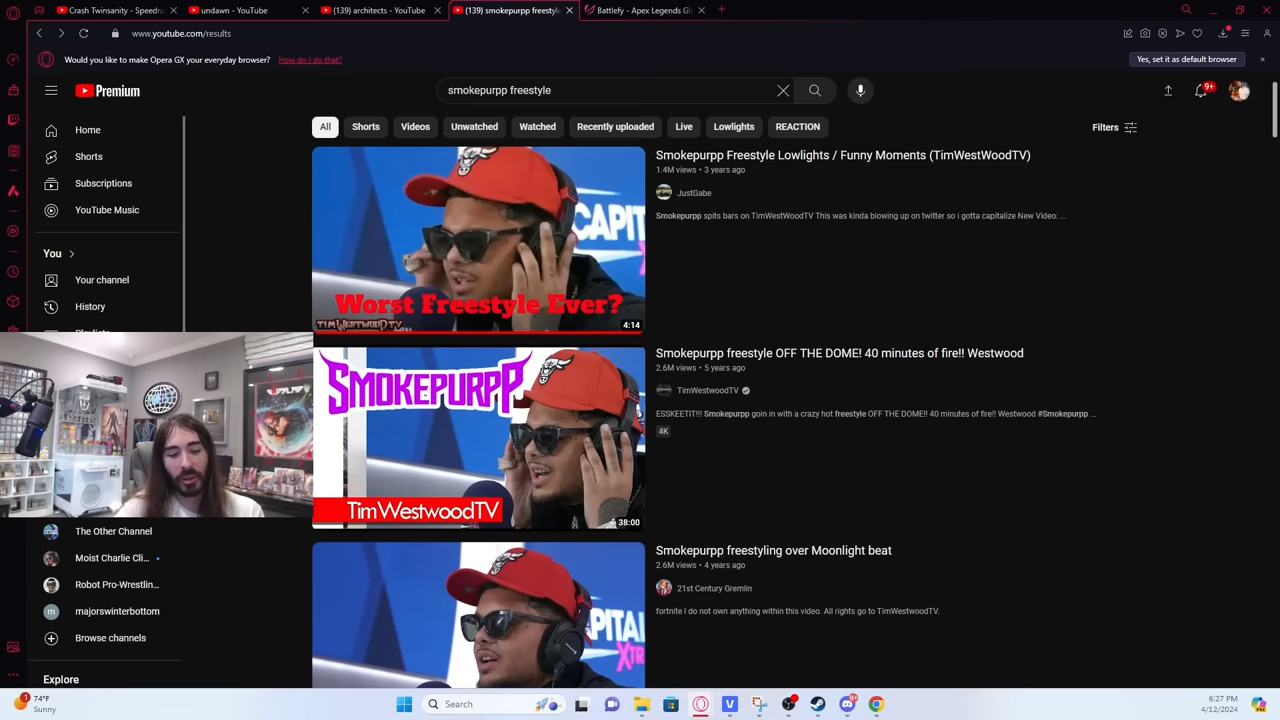 Crash Twinsanity - Speedru
undawn - YouTube
(139) architects - YouTube
(139) smokepurpp freestyle
Battlefy - Apex Legends Gl
www.youtube.com/results
Would you like to make Opera GX your everyday browser?
How do I do that?
Yes, set it as default browser
Premium
smokepurpp freestyle
9+
All
Shorts
Videos
Unwatched
Watched
Recently uploaded
Live
Lowlights
REACTION
Filters
Home
Shorts
Subscriptions
YouTube Music
You
Your channel
History
The Other Channel
Moist Charlie Cli...
Robot Pro-Wrestlin...
m majorswinterbottom
Browse channels
Explore
CAPIT
X
Worst Freestyle Ever?
TIMWESTWOODTV
4:14
Smokepurpp Freestyle Lowlights / Funny Moments (TimWestWoodTV)
1.4M views • 3 years ago
JustGabe
Smokepurpp spits bars on TimWestWoodTV This was kinda blowing up on twitter so i gotta capitalize New Video: ...
SMOKEPURPP
TimWestwoodTV
38:00
Smokepurpp freestyle OFF THE DOME! 40 minutes of fire!! Westwood
2.6M views • 5 years ago
TimWestwoodTV
ESSKEETIT!!! Smokepurpp goin in with a crazy hot freestyle OFF THE DOME!! 40 minutes of fire!! Westwood #Smokepurpp ...
4K
PITAL
XTR
Smokepurpp freestyling over Moonlight beat
2.6M views • 4 years ago
21st Century Gremlin
fortnite I do not own anything within this video. All rights go to TimWestwoodTV.
1
74°F
Sunny
Search
9+
6:27 PM
4/12/2024